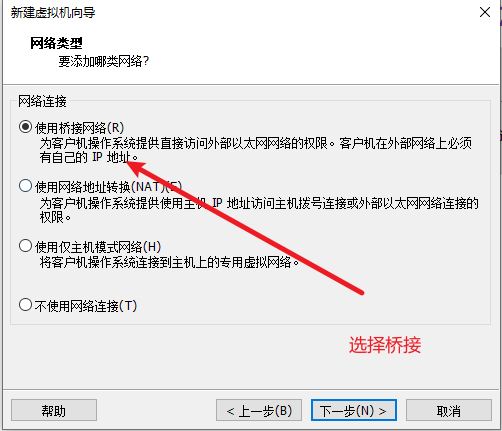 新建虚拟机向导
网络类型
要添加哪类网络?
网络连接
使用桥接网络(R)
为客户机操作系统提供直接访问外部以太网网络的权限。客户机在外部网络上必须
有自己的 IP 地址。
使用网络地址转换(NAT)(E)
为客户机操作系统提供使用主机 IP 地址访问主机拨号连接或外部以太网网络连接的
权限。
使用仅主机模式网络(H)
将客户机操作系统连接到主机上的专用虚拟网络。
不使用网络连接(T)
选择桥接
帮助
< 上一步(B)
下一步(N) >
取消